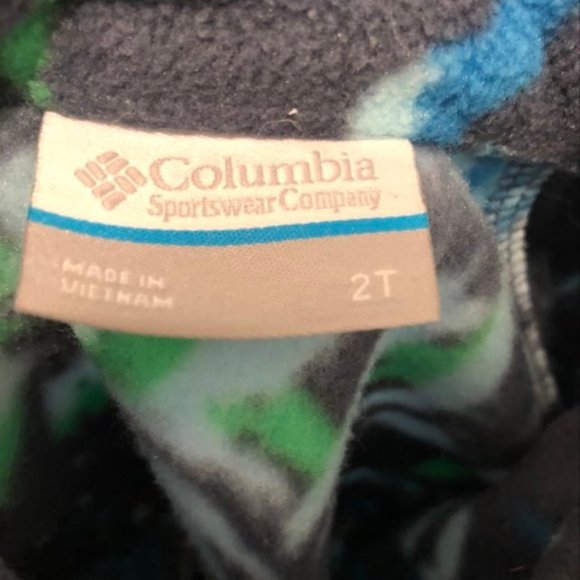 Columbia
Sportswear Company
MADE IN
VIETNAM
2T